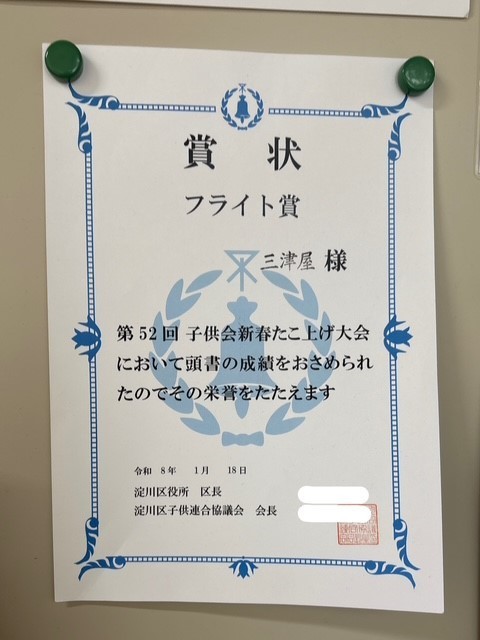 賞 状
フライト賞
三津屋 様
第52回 子供会新春たこ上げ大会
において頭書の成績をおさめられ
たのでその栄誉をたたえます
令和 8年 1月 18日
淀川区役所 区長
淀川区子供連合協議会 会長